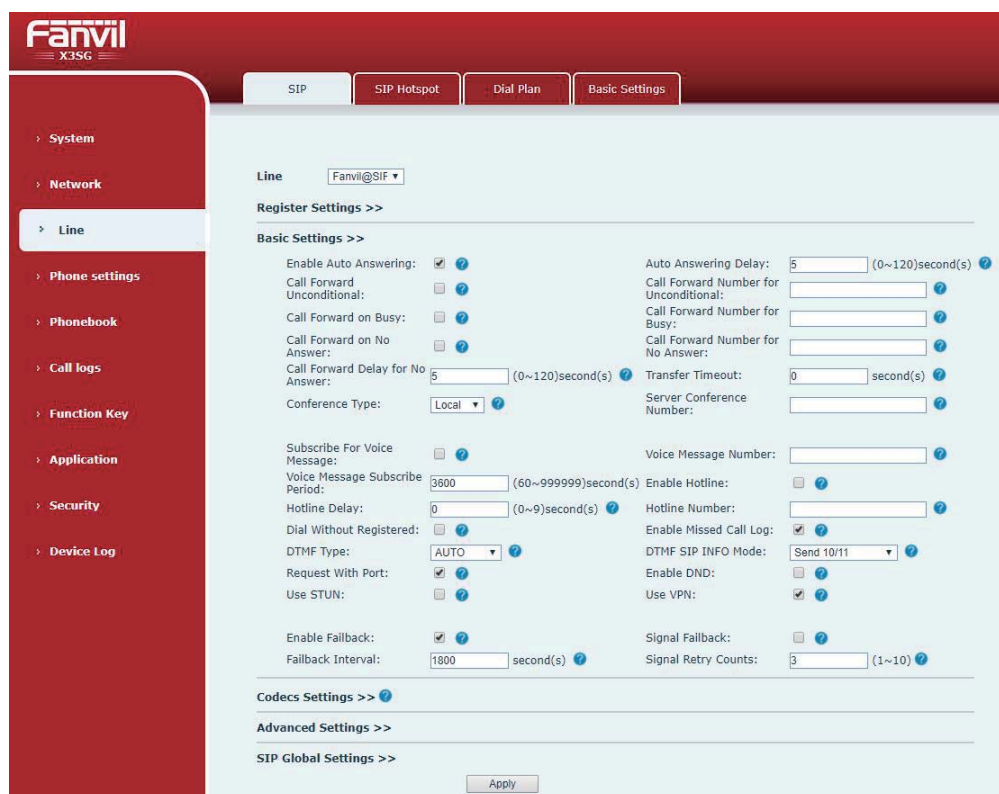 Fanvil
X3SG
SIP
SIP Hotspot
Dial Plan
Basic Settings
› System
› Network
› Line
› Phone settings
› Phonebook
› Call logs
› Function Key
› Application
› Security
› Device Log
Line Fanvil@SIF
Register Settings >>
Basic Settings >>
Enable Auto Answering: Auto Answering Delay: 5 (0~120)second(s)
Call Forward Unconditional: Call Forward Number for Unconditional:
Call Forward on Busy: Call Forward Number for Busy:
Call Forward on No Answer: Call Forward Number for No Answer:
Call Forward Delay for No Answer: 5 (0~120)second(s) Transfer Timeout: 0 second(s)
Conference Type: Local Server Conference Number:
Subscribe For Voice Message: Voice Message Number:
Voice Message Subscribe Period: 3600 (60~999999)second(s) Enable Hotline:
Hotline Delay: 0 (0~9)second(s) Hotline Number:
Dial Without Registered: Enable Missed Call Log:
DTMF Type: AUTO DTMF SIP INFO Mode: Send 10/11
Request With Port: Enable DND:
Use STUN: Use VPN:
Enable Failback: Signal Failback:
Failback Interval: 1800 second(s) Signal Retry Counts: 3 (1~10)
Codecs Settings >>
Advanced Settings >>
SIP Global Settings >>
Apply